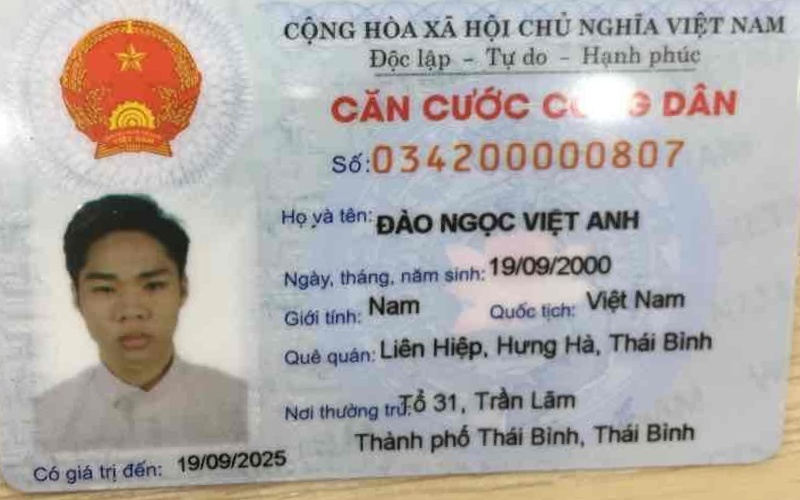 CỘNG HÒA XÃ HỘI CHỦ NGHĨA VIỆT NAM
Độc lập - Tự do - Hạnh phúc
CĂN CƯỚC CÔNG DÂN
Số: 034200000807
Họ và tên: ĐÀO NGỌC VIỆT ANH
Ngày, tháng, năm sinh: 19/09/2000
Giới tính: Nam Quốc tịch: Việt Nam
Quê quán: Liên Hiệp, Hưng Hà, Thái Bình
Nơi thường trú: Tổ 31, Trần Lãm
Thành phố Thái Bình, Thái Bình
Có giá trị đến: 19/09/2025